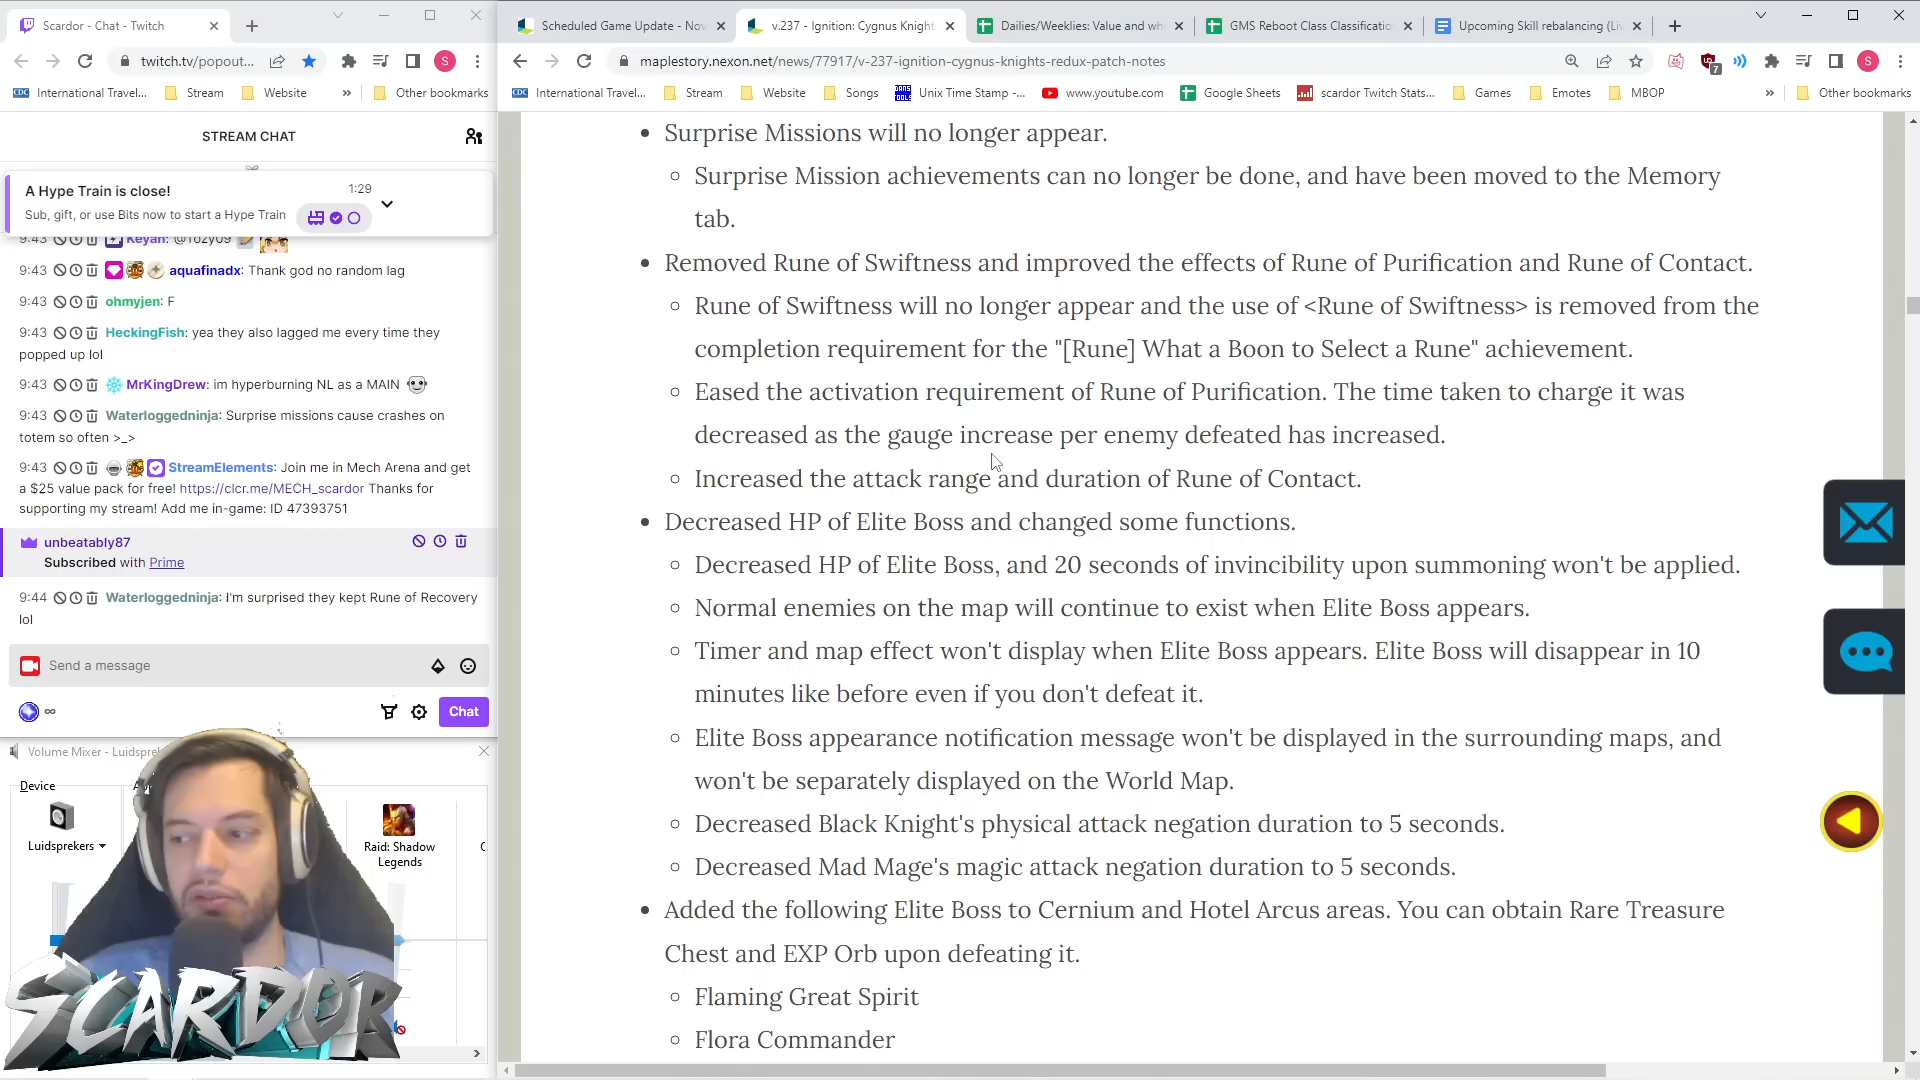 Scardor - Chat - Twitch
twitch.tv/popout...
International Travel...
Stream
Website
Other bookmarks
STREAM CHAT
A Hype Train is close!
1:29
Sub, gift, or use Bits now to start a Hype Train
9:43 Keyan: @Tozy09
9:43 aquafinadx: Thank god no random lag
9:43 ohmyjen: F
9:43 HeckingFish: yea they also lagged me every time they
popped up lol
9:43 MrKingDrew: im hyperburning NL as a MAIN
9:43 Waterloggedninja: Surprise missions cause crashes on
totem so often >_>
9:43 StreamElements: Join me in Mech Arena and get
a $25 value pack for free! https://clcr.me/MECH_scardor Thanks for
supporting my stream! Add me in-game: ID 47393751
unbeatably87
Subscribed with Prime
9:44 Waterloggedninja: I'm surprised they kept Rune of Recovery
lol
Send a message
Chat
Volume Mixer - Luidsprek
Device
Luidsprekers
Raid: Shadow
Legends
SCARDOR
Scheduled Game Update - Nov
v.237 - Ignition: Cygnus Knight
Dailies/Weeklies: Value and wh
GMS Reboot Class Classificatio
Upcoming Skill rebalancing (Li
maplestory.nexon.net/news/77917/v-237-ignition-cygnus-knights-redux-patch-notes
7
International Travel...
Stream
Website
Songs
Unix Time Stamp -...
www.youtube.com
Google Sheets
scardor Twitch Stats...
Games
Emotes
MBOP
Other bookmarks
Surprise Missions will no longer appear.
Surprise Mission achievements can no longer be done, and have been moved to the Memory
tab.
Removed Rune of Swiftness and improved the effects of Rune of Purification and Rune of Contact.
Rune of Swiftness will no longer appear and the use of <Rune of Swiftness> is removed from the
completion requirement for the "[Rune] What a Boon to Select a Rune" achievement.
Eased the activation requirement of Rune of Purification. The time taken to charge it was
decreased as the gauge increase per enemy defeated has increased.
Increased the attack range and duration of Rune of Contact.
Decreased HP of Elite Boss and changed some functions.
Decreased HP of Elite Boss, and 20 seconds of invincibility upon summoning won't be applied.
Normal enemies on the map will continue to exist when Elite Boss appears.
Timer and map effect won't display when Elite Boss appears. Elite Boss will disappear in 10
minutes like before even if you don't defeat it.
Elite Boss appearance notification message won't be displayed in the surrounding maps, and
won't be separately displayed on the World Map.
Decreased Black Knight's physical attack negation duration to 5 seconds.
Decreased Mad Mage's magic attack negation duration to 5 seconds.
Added the following Elite Boss to Cernium and Hotel Arcus areas. You can obtain Rare Treasure
Chest and EXP Orb upon defeating it.
Flaming Great Spirit
Flora Commander